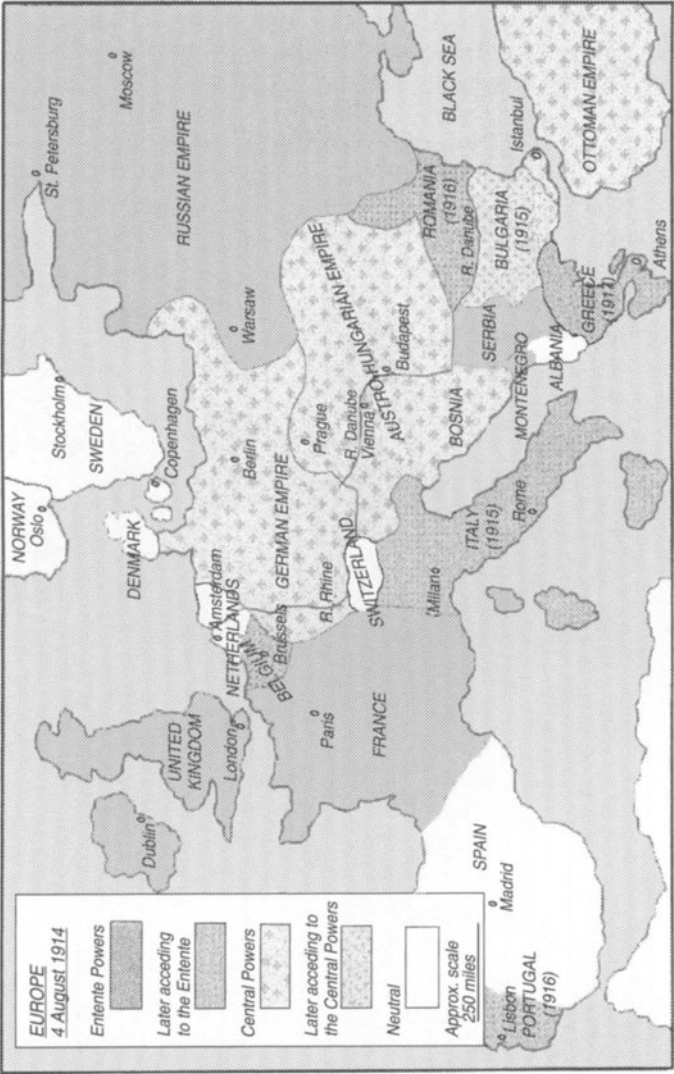 EUROPE
4 August 1914
Entente Powers
Later acceding
to the Entente
Central Powers
Later acceding to
the Central Powers
Neutral
Approx. scale
250 miles
NORWAY
Oslo
SWEDEN
Stockholm
St. Petersburg
Moscow
RUSSIAN EMPIRE
DENMARK
Copenhagen
UNITED
KINGDOM
Dublin
London
Amsterdam
NETHERLANDS
BELGIUM
Brussels
GERMAN EMPIRE
Berlin
Warsaw
R. Rhine
Prague
R. Danube
Vienna
AUSTRO-HUNGARIAN EMPIRE
Budapest
Paris
FRANCE
SWITZERLAND
Milan
ITALY
(1915)
Rome
BOSNIA
MONTENEGRO
SERBIA
ALBANIA
ROMANIA
(1916)
R. Danube
BULGARIA
(1915)
GREECE
(1917)
Athens
BLACK SEA
Istanbul
OTTOMAN EMPIRE
SPAIN
Madrid
Lisbon
PORTUGAL
(1916)